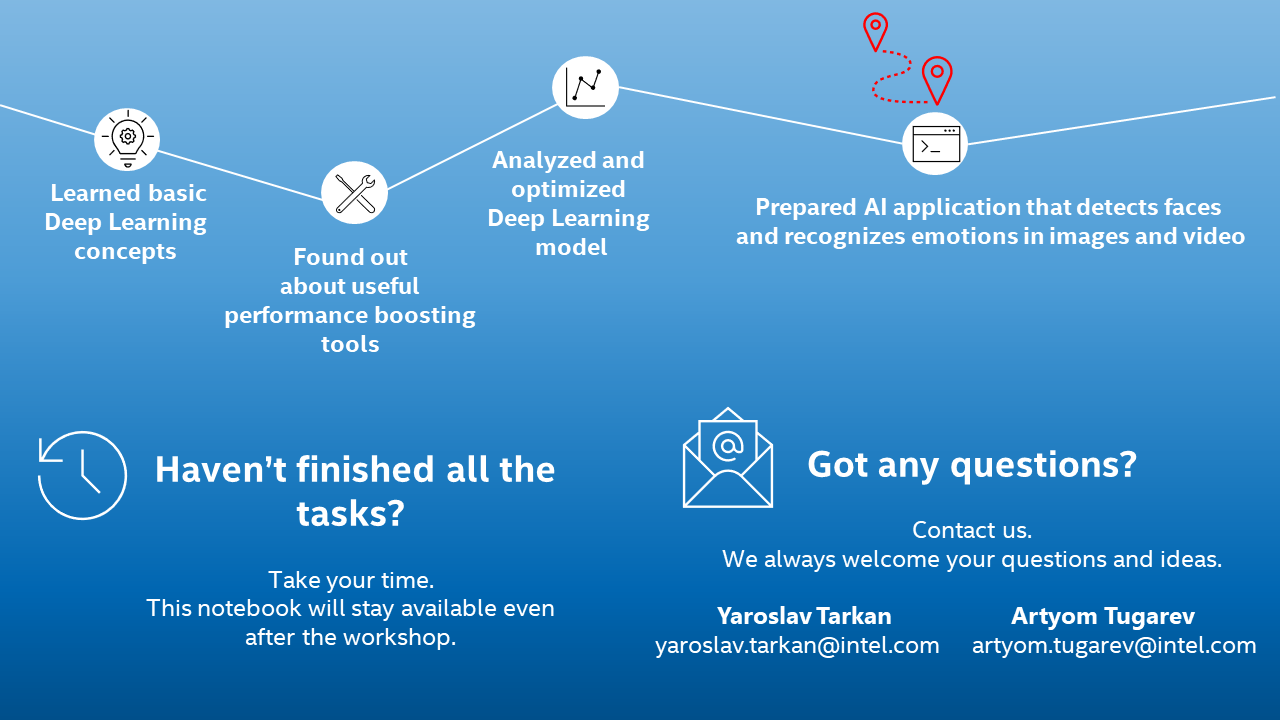 Learned basic
Deep Learning
concepts
Found out
about useful
performance boosting
tools
Analyzed and
optimized
Deep Learning
model
Prepared AI application that detects faces
and recognizes emotions in images and video
Haven’t finished all the
tasks?
Take your time.
This notebook will stay available even
after the workshop.
Got any questions?
Contact us.
We always welcome your questions and ideas.
Yaroslav Tarkan
yaroslav.tarkan@intel.com
Artyom Tugarev
artyom.tugarev@intel.com